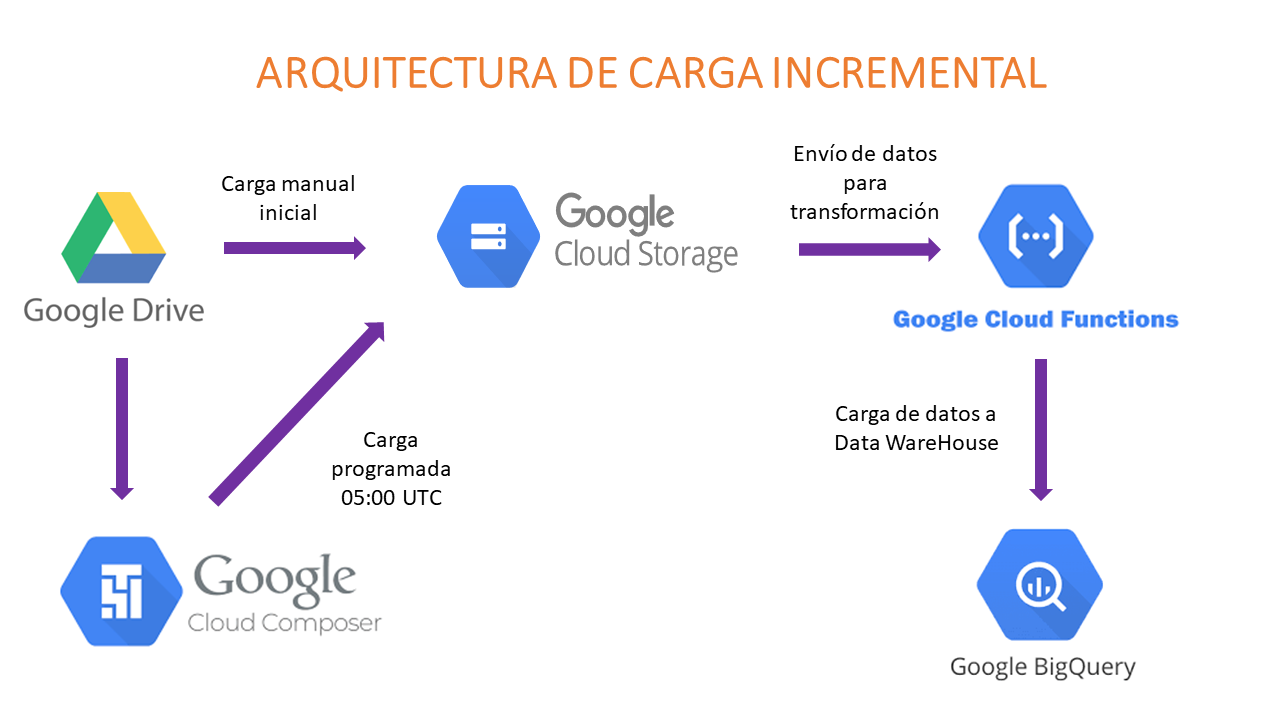 ARQUITECTURA DE CARGA INCREMENTAL
Carga manual
inicial
Envío de datos
para
transformación
Google Drive
Google
Cloud Storage
Google Cloud Functions
Carga
programada
05:00 UTC
Carga de datos a
Data WareHouse
Google
Cloud Composer
Google BigQuery